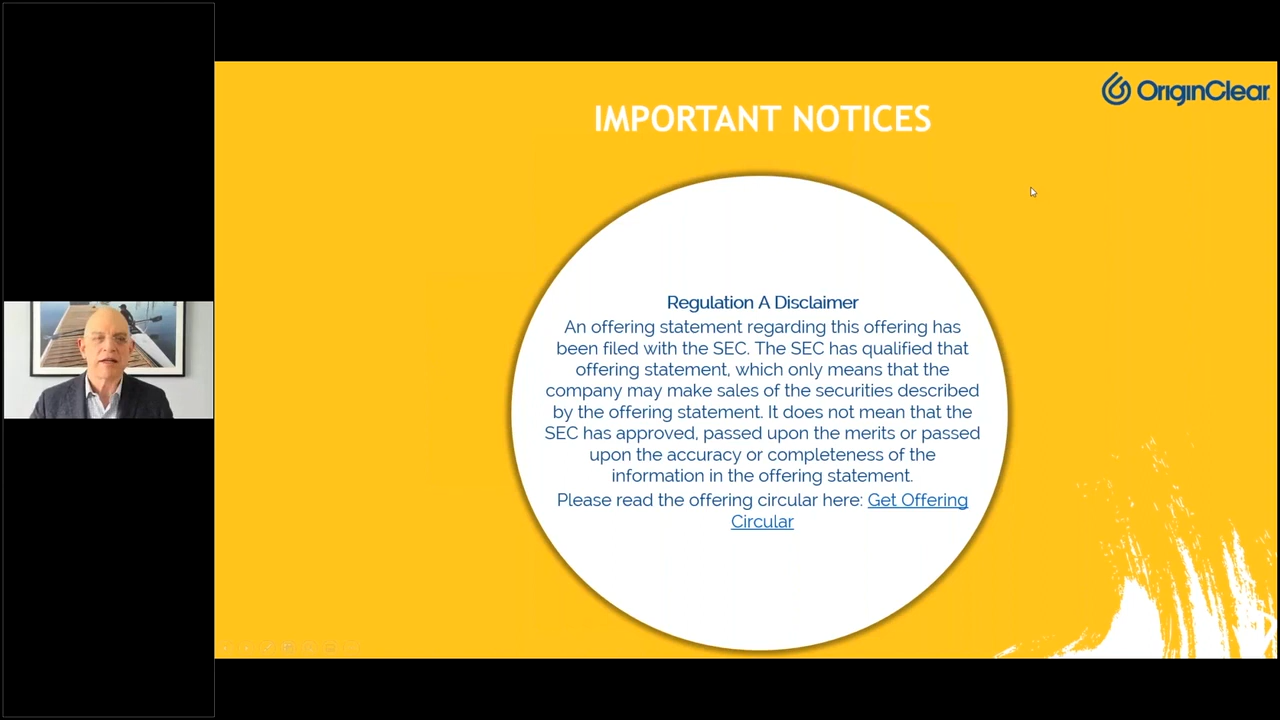 OriginClear
IMPORTANT NOTICES
Regulation A Disclaimer
An offering statement regarding this offering has
been filed with the SEC. The SEC has qualified that
offering statement, which only means that the
company may make sales of the securities described
by the offering statement. It does not mean that the
SEC has approved, passed upon the merits or passed
upon the accuracy or completeness of the
information in the offering statement.
Please read the offering circular here: Get Offering
Circular